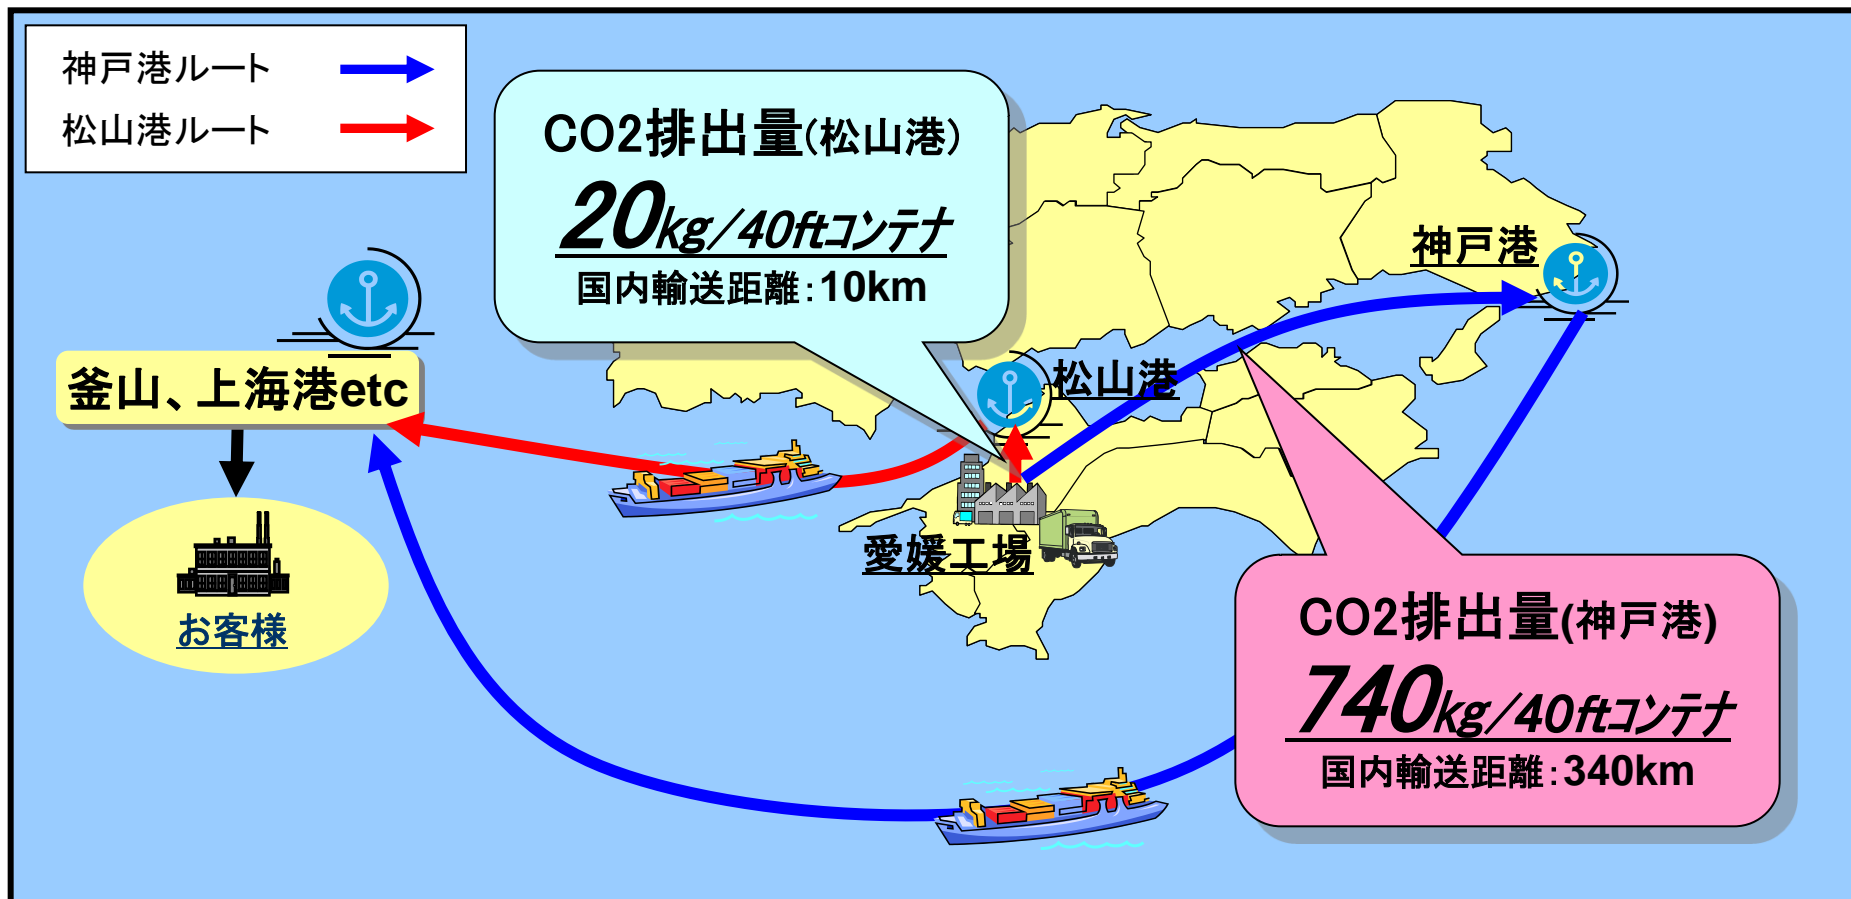 神戸港ルート
松山港ルート
CO2排出量(松山港)
20kg/40ftコンテナ
国内輸送距離:10km
神戸港
松山港
釜山、上海港etc
愛媛工場
お客様
CO2排出量(神戸港)
740kg/40ftコンテナ
国内輸送距離:340km